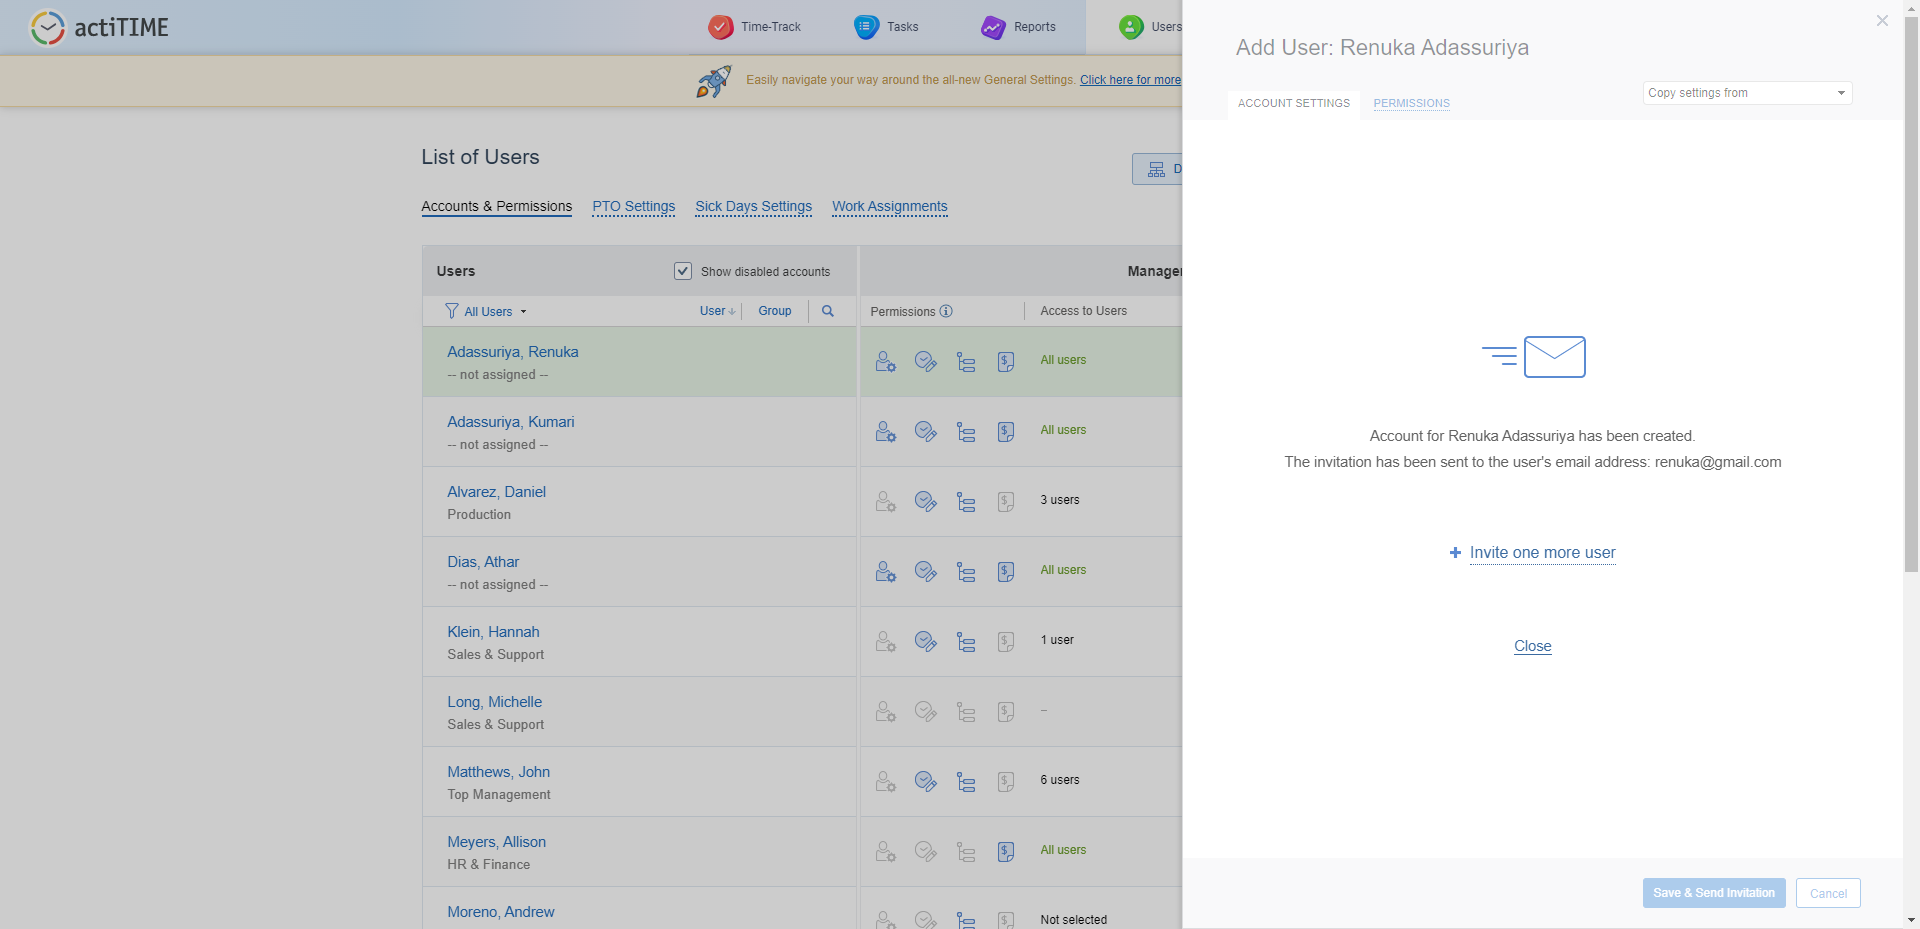 actiTIME
Time-Track
Tasks
Reports
Users
Easily navigate your way around the all-new General Settings. Click here for more
List of Users
D
Accounts & Permissions
PTO Settings
Sick Days Settings
Work Assignments
Users
Show disabled accounts
Manage
All Users
User
Group
Permissions
Access to Users
Adassuriya, Renuka
-- not assigned --
All users
Adassuriya, Kumari
-- not assigned --
All users
Alvarez, Daniel
Production
3 users
Dias, Athar
-- not assigned --
All users
Klein, Hannah
Sales & Support
1 user
Long, Michelle
Sales & Support
–
Matthews, John
Top Management
6 users
Meyers, Allison
HR & Finance
All users
Moreno, Andrew
Not selected
Add User: Renuka Adassuriya
ACCOUNT SETTINGS
PERMISSIONS
Copy settings from
Account for Renuka Adassuriya has been created.
The invitation has been sent to the user's email address: renuka@gmail.com
+ Invite one more user
Close
Save & Send Invitation
Cancel